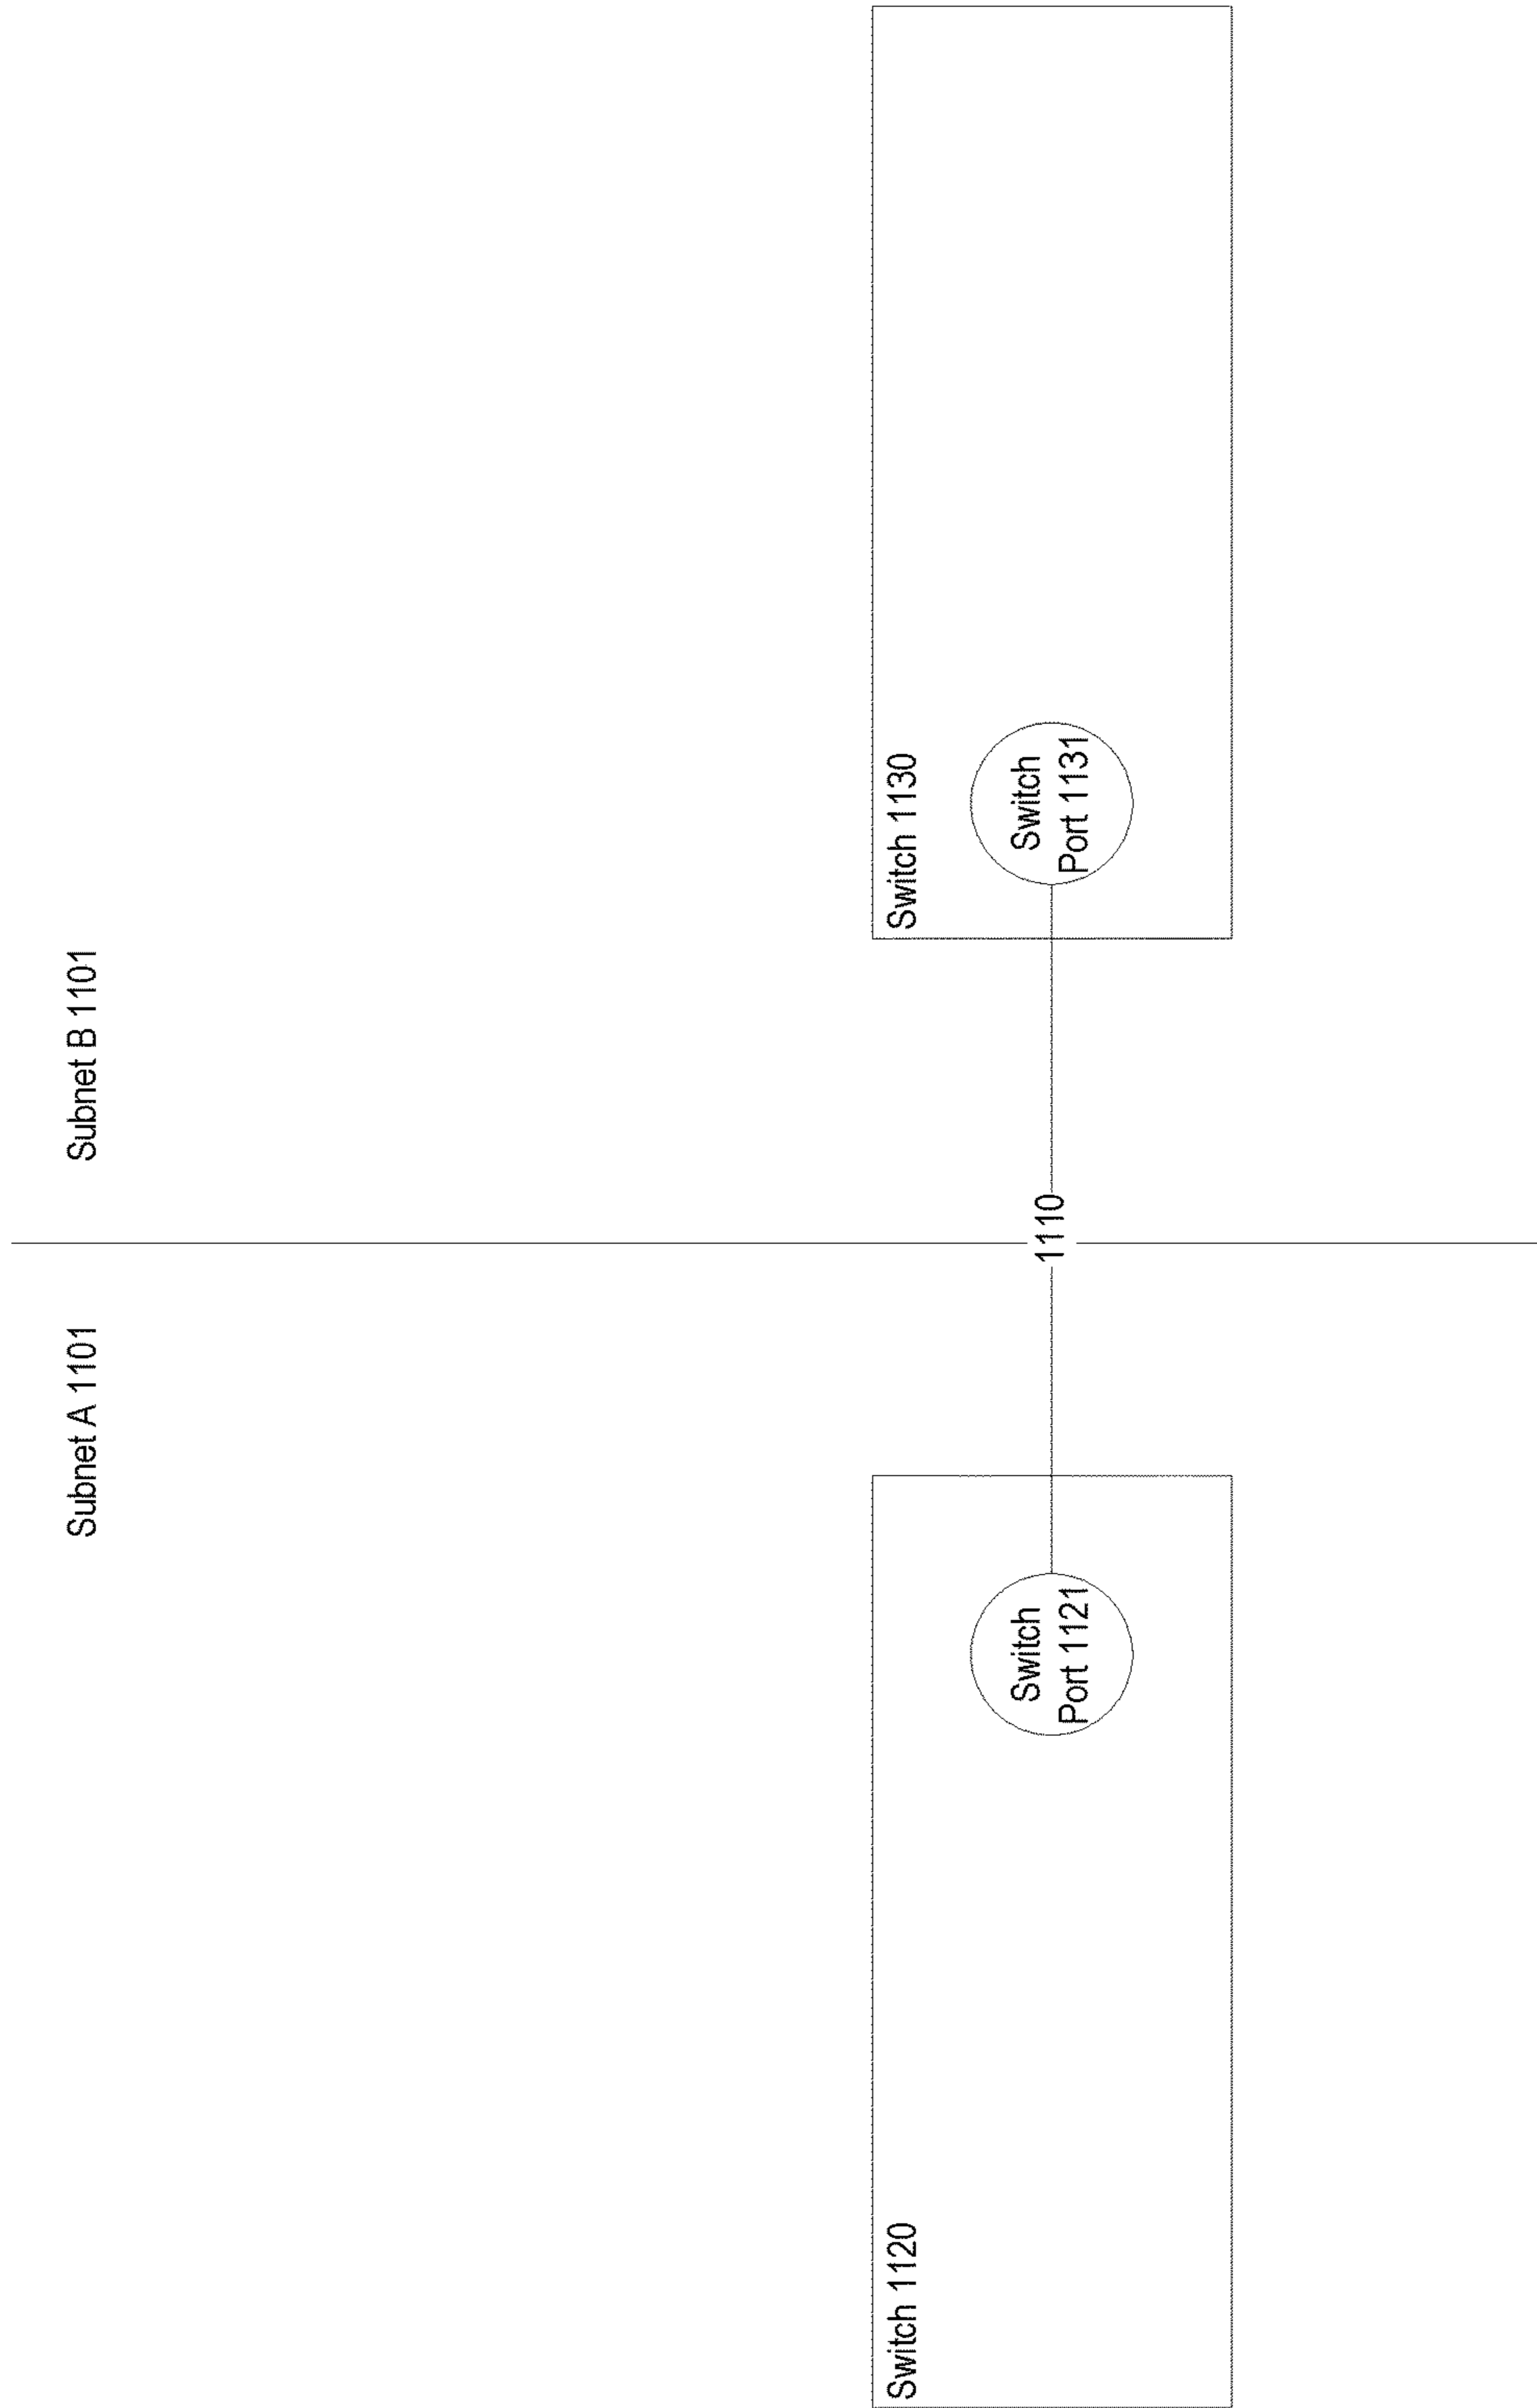 Subnet A 1101
Subnet B 1101
Switch 1120
Switch 1130
Switch
Port 1121
1110
Switch
Port 1131